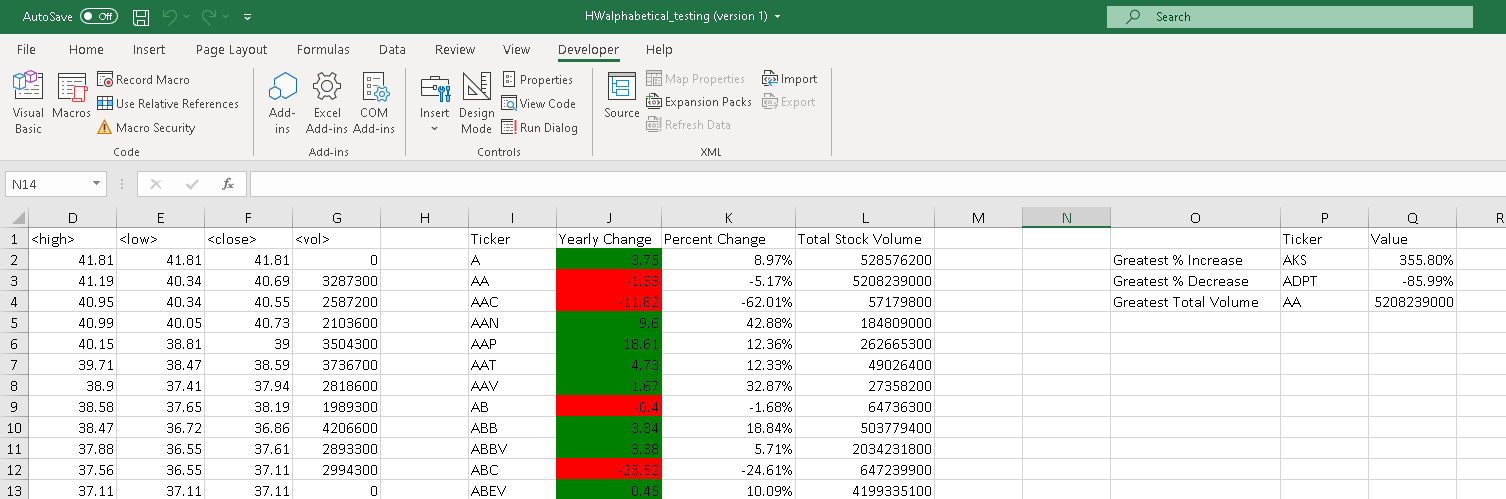 AutoSave Off HWalphabetical_testing (version 1) Search
File Home Insert Page Layout Formulas Data Review View Developer Help
Visual Basic
Macros
Record Macro
Use Relative References
Macro Security
Code
Add-ins
Excel Add-ins
COM Add-ins
Add-ins
Insert
Design Mode
Properties
View Code
Run Dialog
Controls
Source
Map Properties
Expansion Packs
Refresh Data
Import
Export
XML
N14 fx
D E F G H I J K L M N O P Q R
1 <high> <low> <close> <vol> Ticker Yearly Change Percent Change Total Stock Volume Ticker Value
2 41.81 41.81 41.81 0 A 3.75 8.97% 528576200 Greatest % Increase AKS 355.80%
3 41.19 40.34 40.69 3287300 AA -1.53 -5.17% 5208239000 Greatest % Decrease ADPT -85.99%
4 40.95 40.34 40.55 2587200 AAC -11.82 -62.01% 57179800 Greatest Total Volume AA 5208239000
5 40.99 40.05 40.73 2103600 AAN 9.6 42.88% 184809000
6 40.15 38.81 39 3504300 AAP 18.61 12.36% 262665300
7 39.71 38.47 38.59 3736700 AAT 4.73 12.33% 49026400
8 38.9 37.41 37.94 2818600 AAV 1.67 32.87% 27358200
9 38.58 37.65 38.19 1989300 AB -0.4 -1.68% 64736300
10 38.47 36.72 36.86 4206600 ABB 3.34 18.84% 503779400
11 37.88 36.55 37.61 2893300 ABBV 3.38 5.71% 2034231800
12 37.56 36.55 37.11 2994300 ABC -25.52 -24.61% 647239900
13 37.11 37.11 37.11 0 ABEV 0.45 10.09% 4199335100